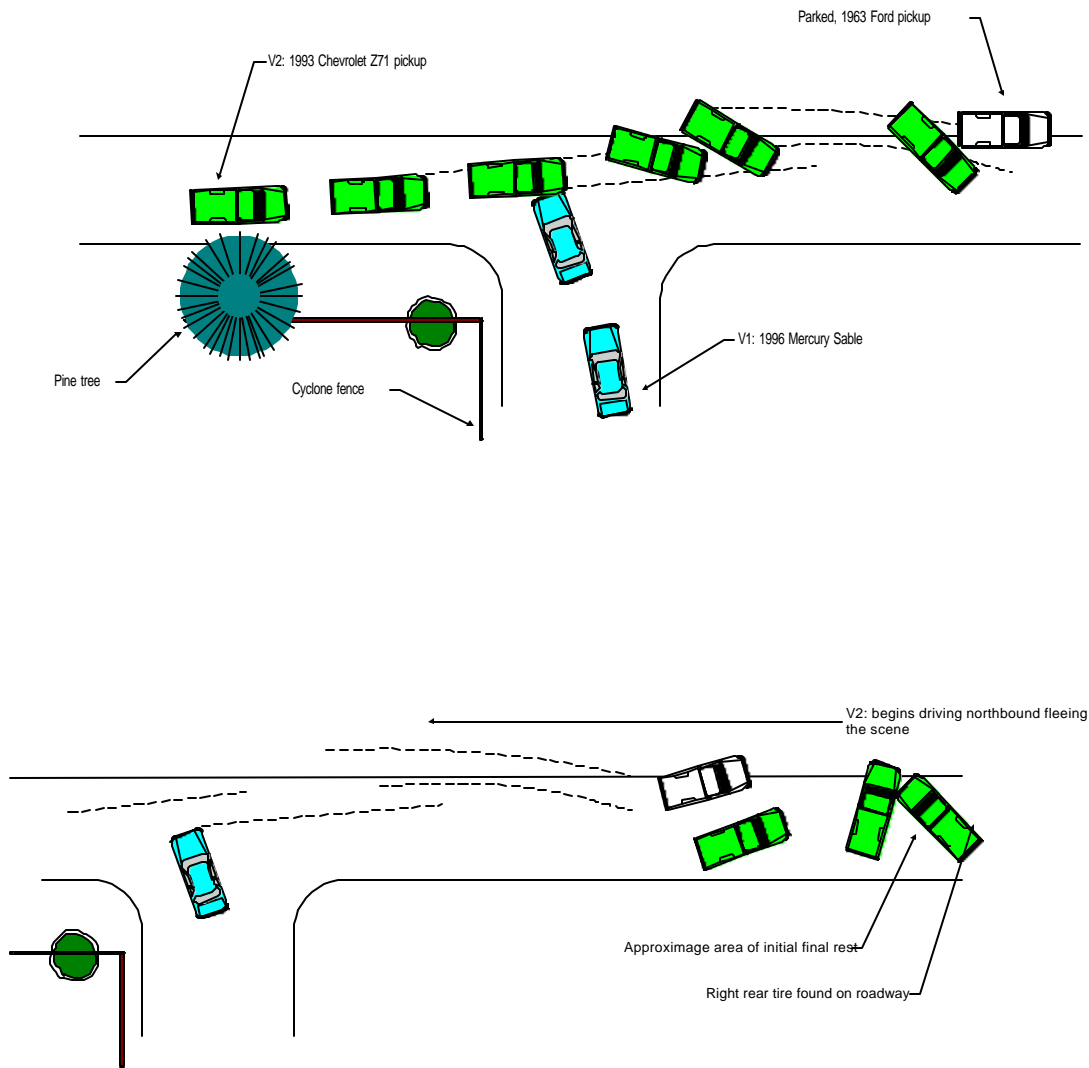 Parked, 1963 Ford pickup
V2: 1993 Chevrolet Z71 pickup
V1: 1996 Mercury Sable
Pine tree
Cyclone fence
V2: begins driving northbound fleeing
the scene
Approximage area of initial final rest
Right rear tire found on roadway